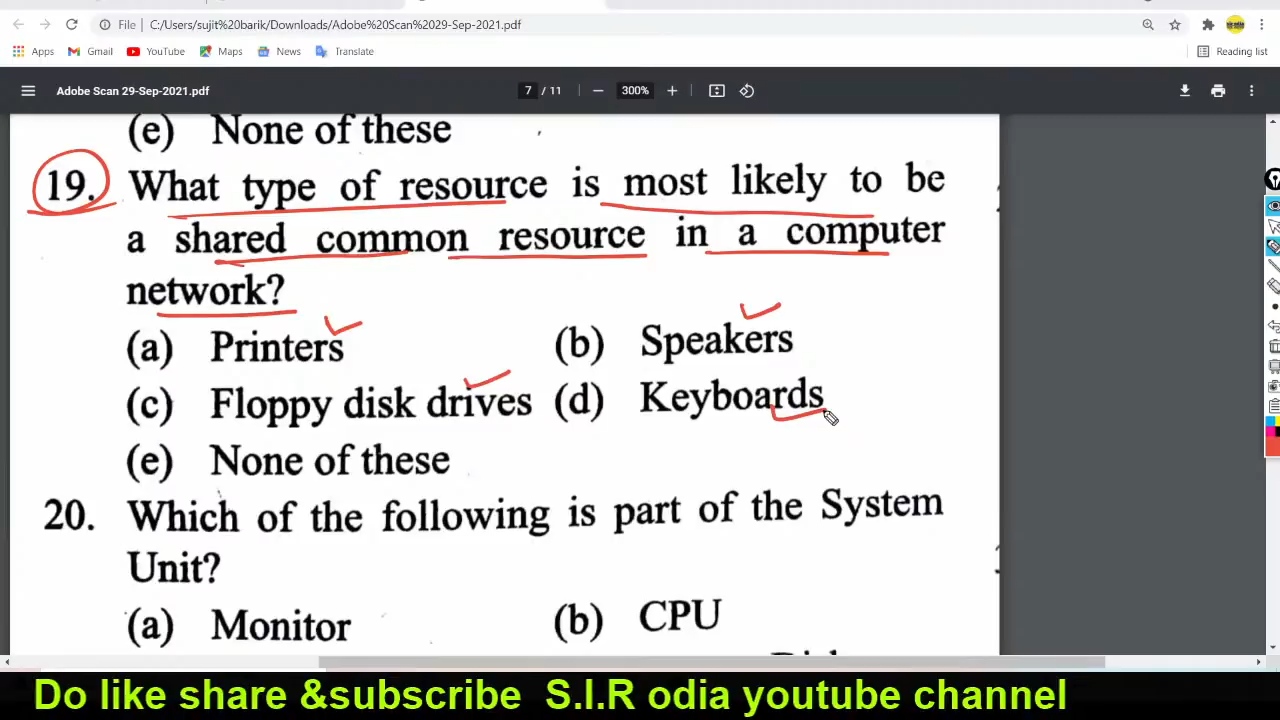 File C:/Users/sujit%20barik/Downloads/Adobe%20Scan%2029-Sep-2021.pdf
Apps Gmail YouTube Maps News Translate Reading list
Adobe Scan 29-Sep-2021.pdf 7 / 11 300%
(e) None of these
19. What type of resource is most likely to be
a shared common resource in a computer
network?
(a) Printers (b) Speakers
(c) Floppy disk drives (d) Keyboards
(e) None of these
20. Which of the following is part of the System
Unit?
(a) Monitor (b) CPU
Do like share &subscribe S.I.R odia youtube channel